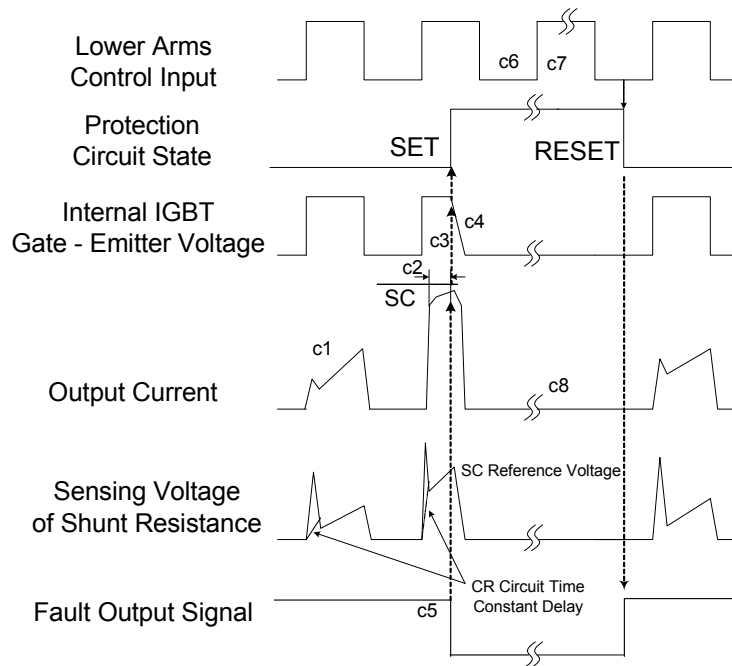 Lower Arms
Control Input
c6
c7
Protection
Circuit State
SET
RESET
Internal IGBT
Gate - Emitter Voltage
c4
c3
c2
SC
c1
Output Current
c8
SC Reference Voltage
Sensing Voltage
of Shunt Resistance
CR Circuit Time
Constant Delay
Fault Output Signal
c5